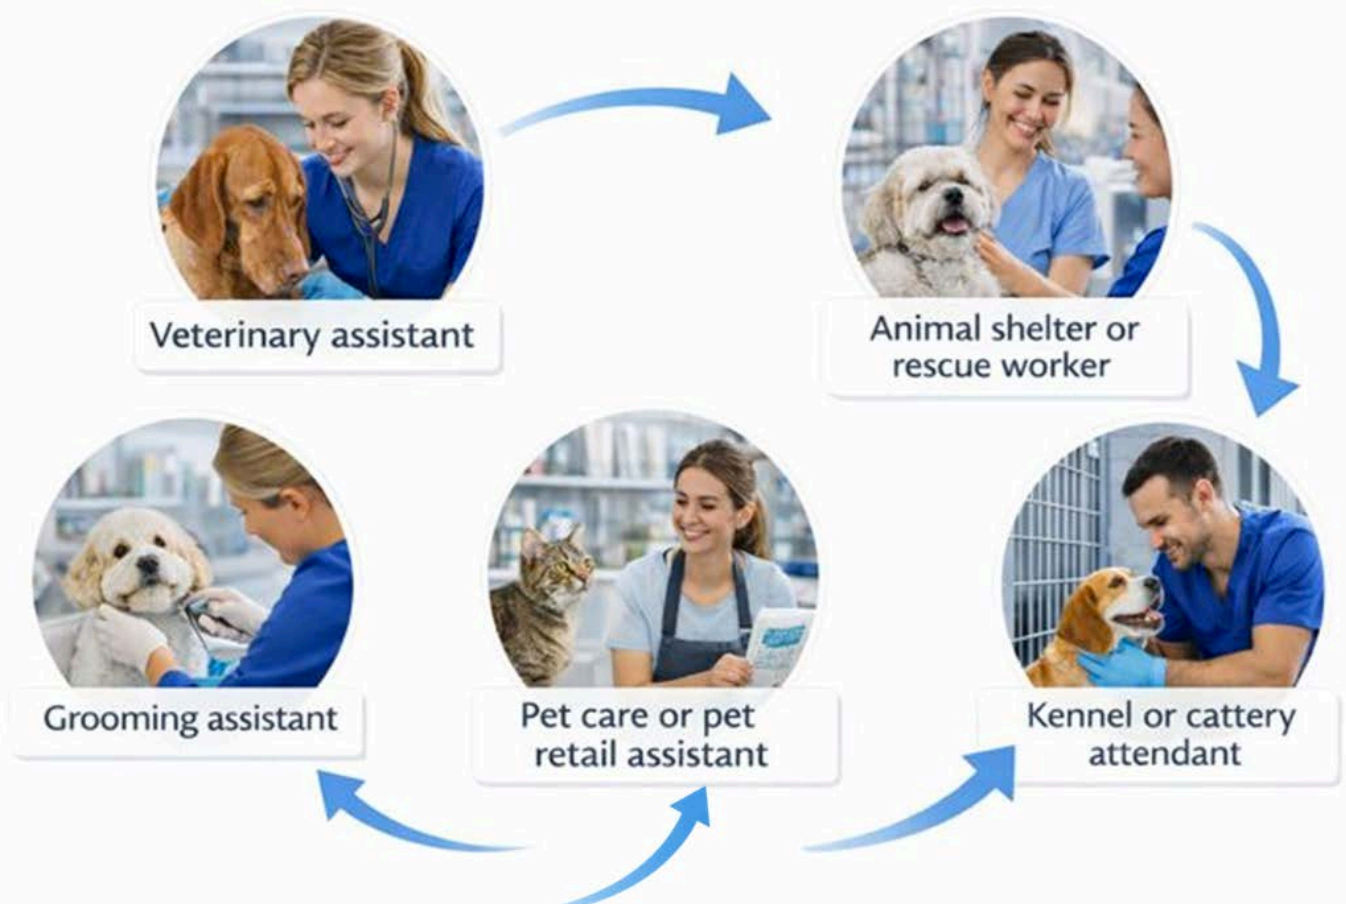 Veterinary assistant
Animal shelter or
rescue worker
Grooming assistant
Pet care or pet
retail assistant
Kennel or cattery
attendant